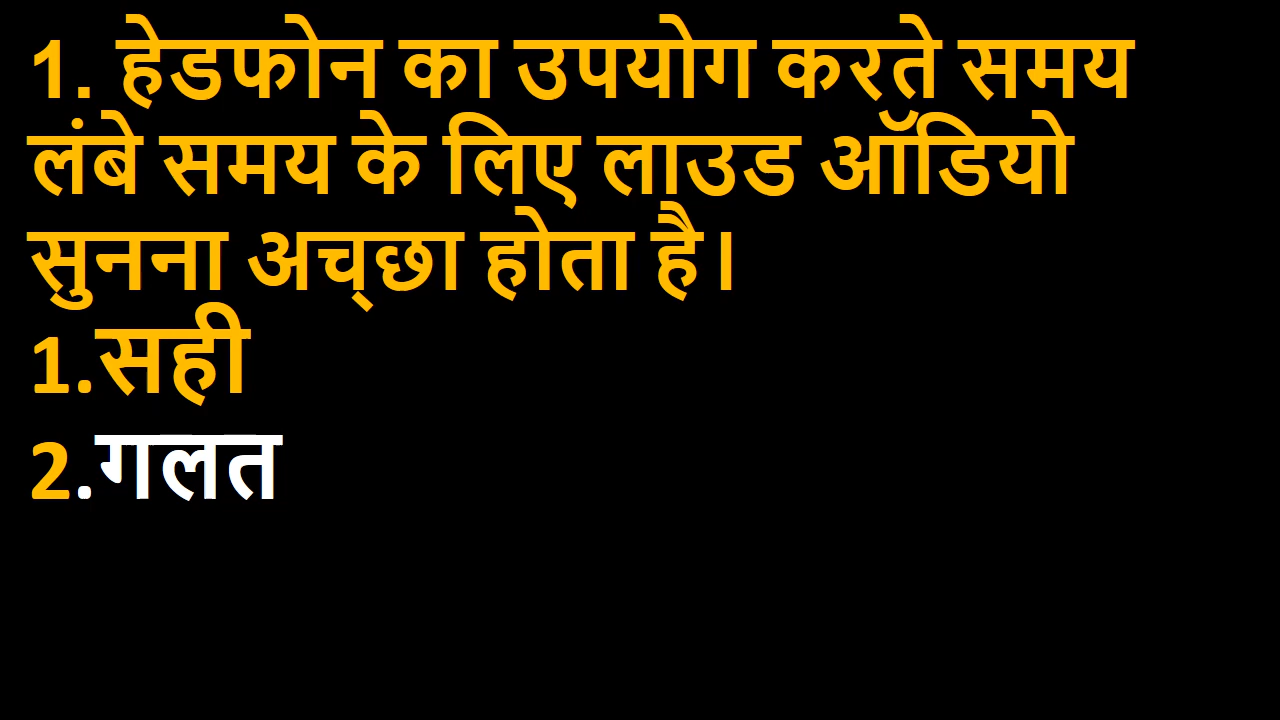 1. हेडफोन का उपयोग करते समय
लंबे समय के लिए लाउड ऑडियो
सुनना अच्छा होता है।
1.सही
2.गलत